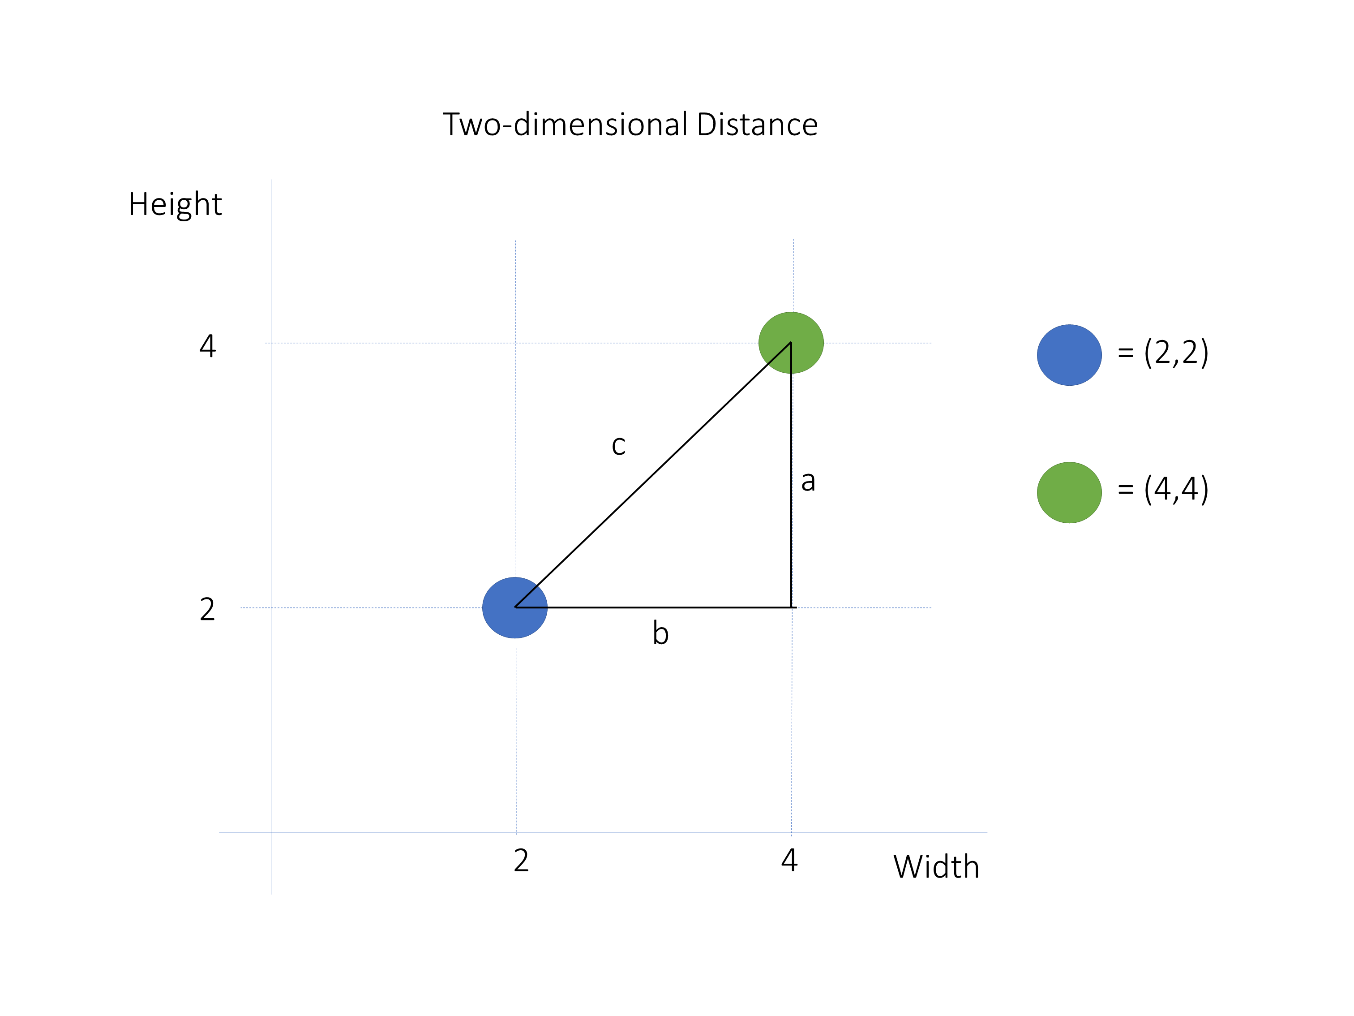 Two-dimensional Distance
Height
4
= (2,2)
c
a
= (4,4)
2
b
2
4
Width